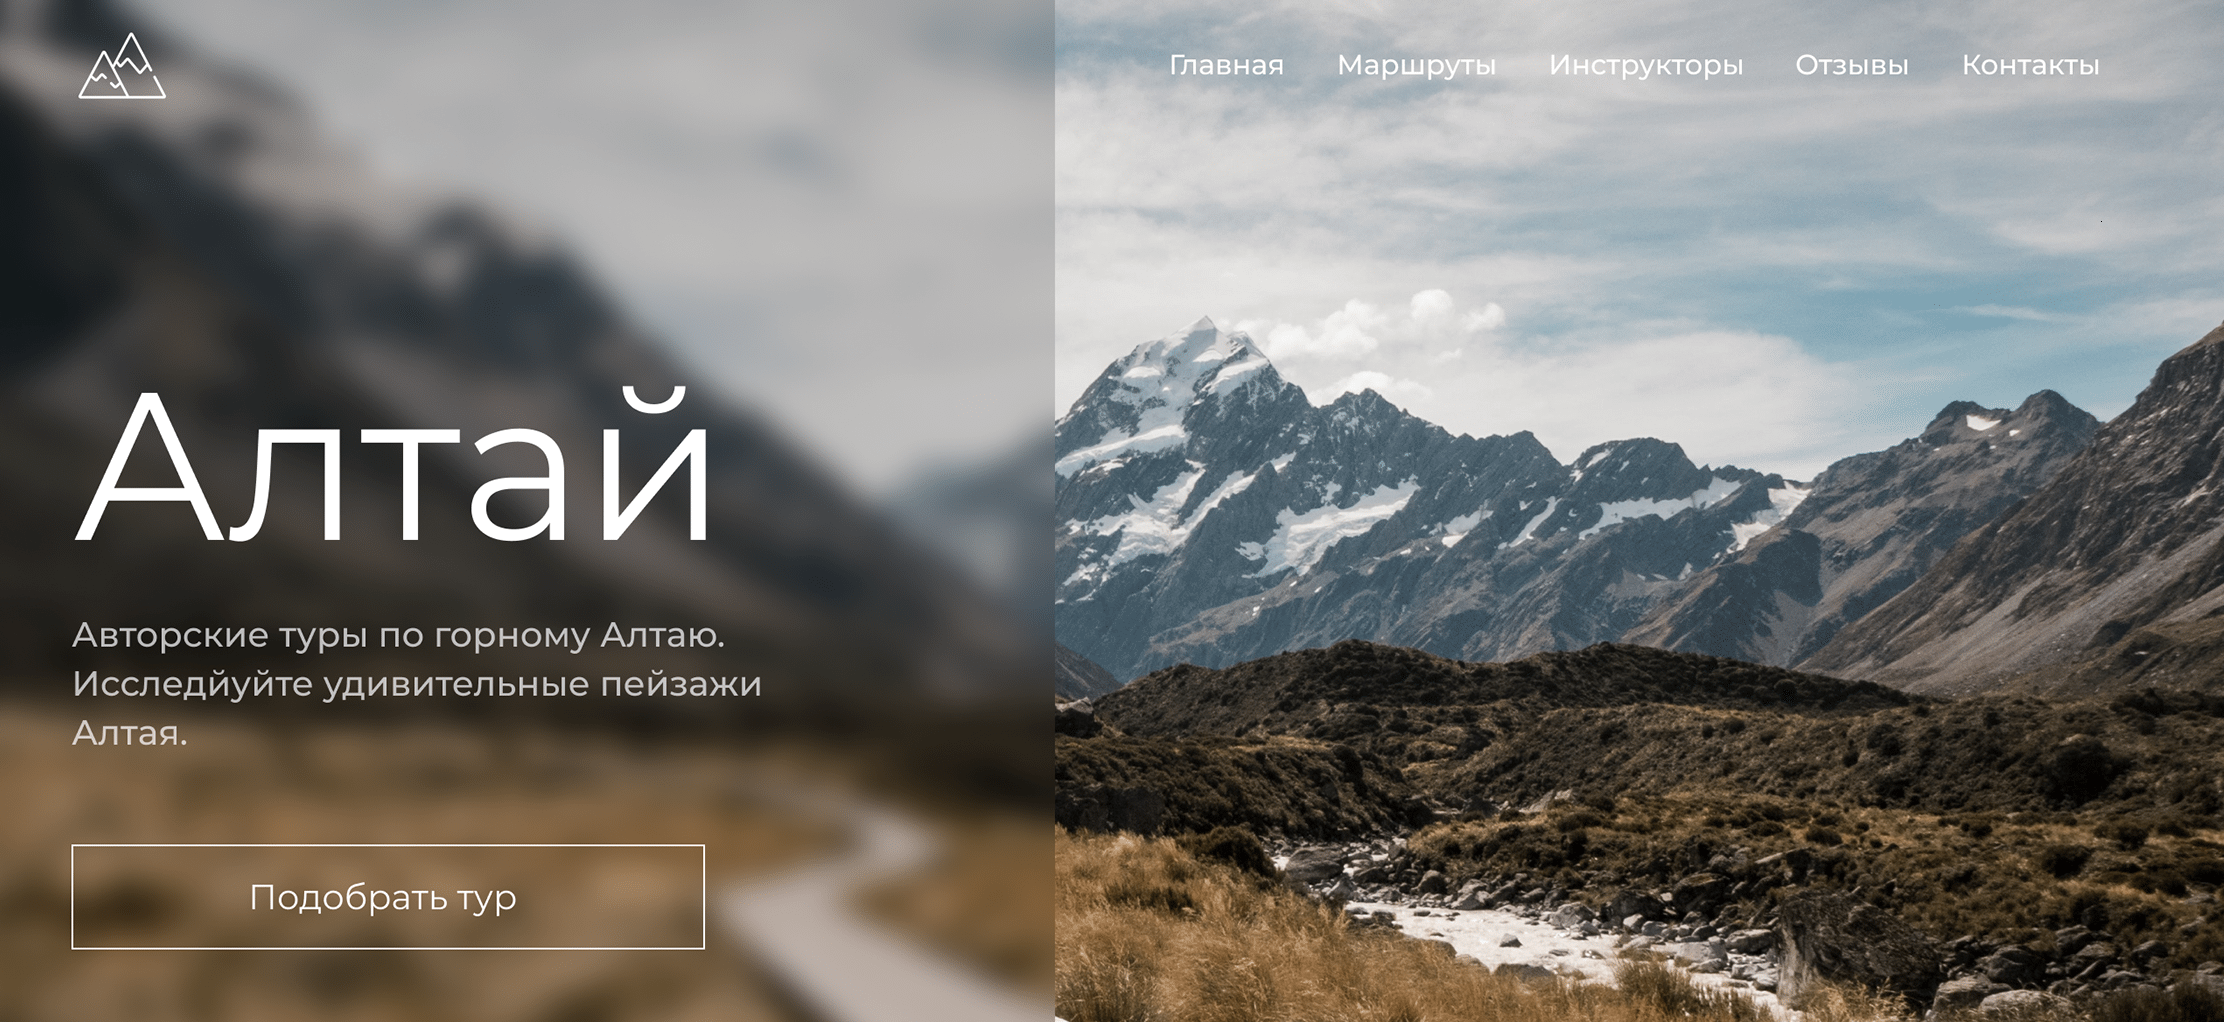 Главная Маршруты Инструкторы Отзывы Контакты
Алтай
Авторские туры по горному Алтаю.
Исследйуйте удивительные пейзажи
Алтая.
Подобрать тур